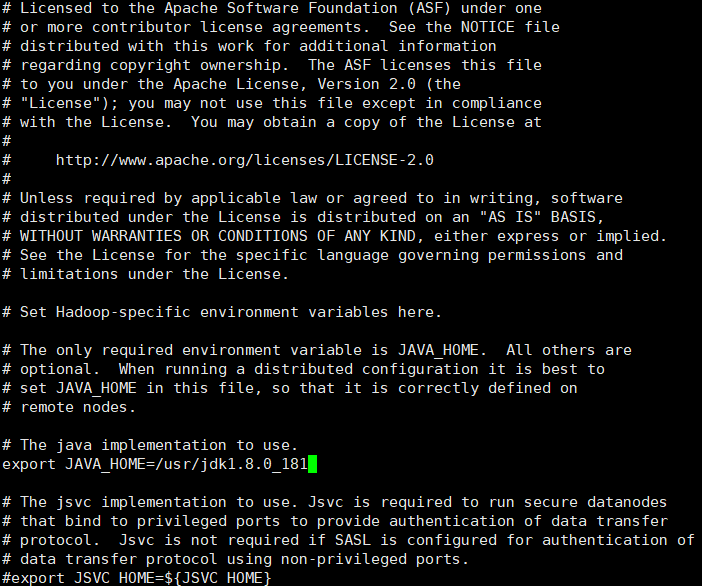 # Licensed to the Apache Software Foundation (ASF) under one
# or more contributor license agreements.  See the NOTICE file
# distributed with this work for additional information
# regarding copyright ownership.  The ASF licenses this file
# to you under the Apache License, Version 2.0 (the
# "License"); you may not use this file except in compliance
# with the License.  You may obtain a copy of the License at
#
#     http://www.apache.org/licenses/LICENSE-2.0
#
# Unless required by applicable law or agreed to in writing, software
# distributed under the License is distributed on an "AS IS" BASIS,
# WITHOUT WARRANTIES OR CONDITIONS OF ANY KIND, either express or implied.
# See the License for the specific language governing permissions and
# limitations under the License.

# Set Hadoop-specific environment variables here.

# The only required environment variable is JAVA_HOME.  All others are
# optional.  When running a distributed configuration it is best to
# set JAVA_HOME in this file, so that it is correctly defined on
# remote nodes.

# The java implementation to use.
export JAVA_HOME=/usr/jdk1.8.0_181

# The jsvc implementation to use. Jsvc is required to run secure datanodes
# that bind to privileged ports to provide authentication of data transfer
# protocol.  Jsvc is not required if SASL is configured for authentication of
# data transfer protocol using non-privileged ports.
#export JSVC_HOME=${JSVC_HOME}